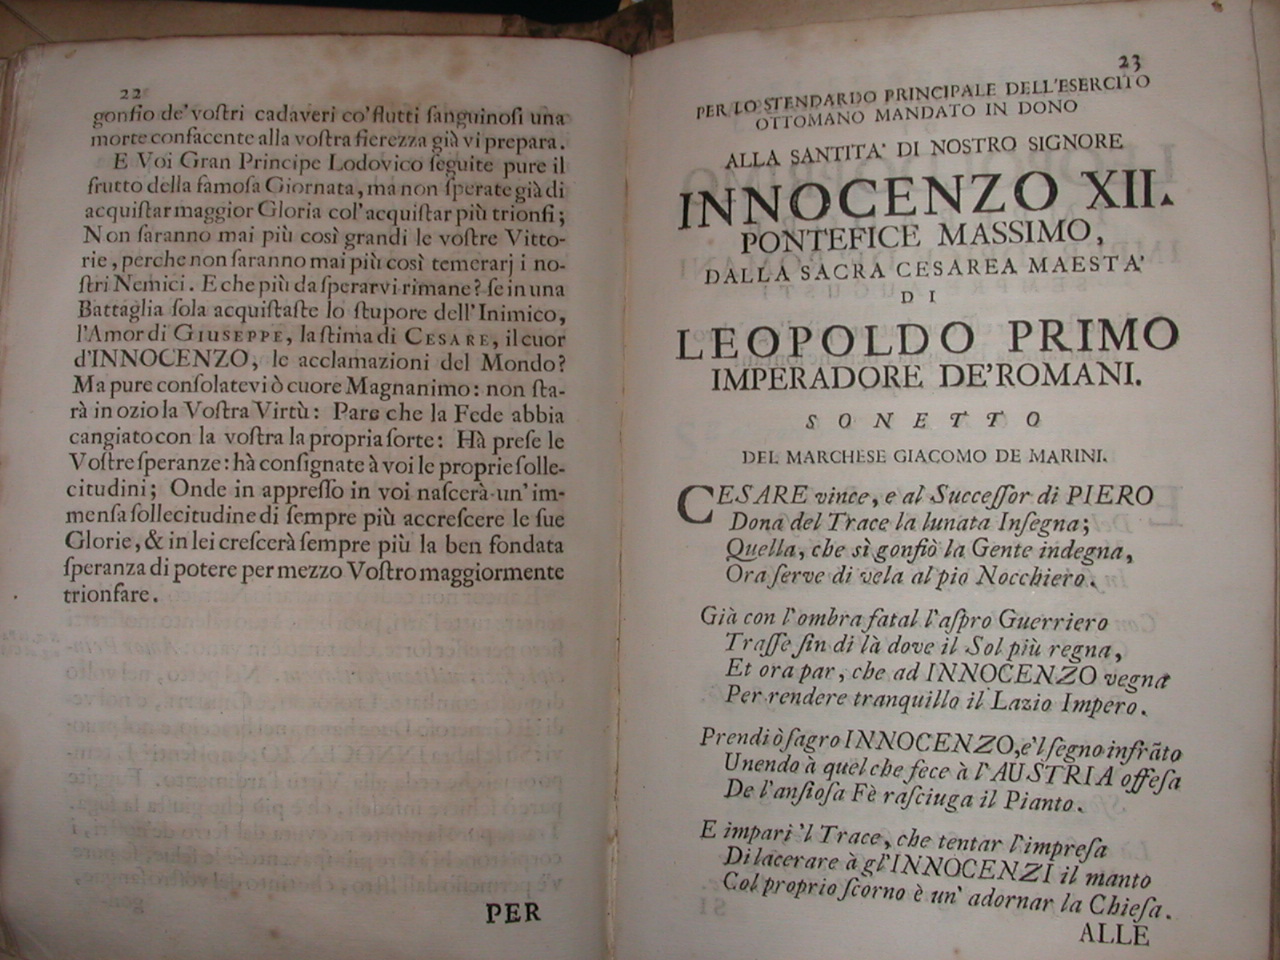 22
gonfio de' voſtri cadaveri co' flutti ſanguinoſi una
morte confacente alla voſtra fierezza già vi prepara.
E Voi Gran Principe Lodovico ſeguite pure il
frutto della famoſa Giornata, ma non ſperate già di
acquiſtar maggior Gloria col'acquiſtar più trionfi;
Non ſaranno mai più così grandi le voſtre Vitto-
rie, perche non ſaranno mai più così temerarj i no-
ſtri Nemici. E che più da ſperarvi rimane? ſe in una
Battaglia ſola acquiſtaſte lo ſtupore dell'Inimico,
l'Amor di GIUSEPPE, la ſtima di CESARE, il cuor
d'INNOCENZO, le acclamazioni del Mondo?
Ma pure conſolatevi ò cuore Magnanimo: non ſta-
rà in ozio la Voſtra Virtù: Pare che la Fede abbia
cangiato con la voſtra la propria ſorte: Hà preſe le
Voſtre ſperanze: hà conſignate à voi le proprie ſolle-
citudini; Onde in appreſſo in voi naſcerà un' im-
menſa ſollecitudine di ſempre più accreſcere le ſue
Glorie, & in lei creſcerà ſempre più la ben fondata
ſperanza di potere per mezzo Voſtro maggiormente
trionfare.
PER
23
PER LO STENDARDO PRINCIPALE DELL'ESERCITO
OTTOMANO MANDATO IN DONO
ALLA SANTITA' DI NOSTRO SIGNORE
INNOCENZO XII.
PONTEFICE MASSIMO,
DALLA SACRA CESAREA MAESTA'
DI
LEOPOLDO PRIMO
IMPERADORE DE'ROMANI.
SONETTO
DEL MARCHESE GIACOMO DE MARINI.
CESARE vince, e al Succeſſor di PIERO
Dona del Trace la lunata Inſegna;
Quella, che sì gonfiò la Gente indegna,
Ora ſerve di vela al pio Nocchiero.
Già con l'ombra fatal l'aſpro Guerriero
Traſſe fin di là dove il Sol più regna,
Et ora par, che ad INNOCENZO vegna
Per rendere tranquillo il Lazio Impero.
Prendi ò ſagro INNOCENZO, e'l ſegno infrãto
Unendo à quel che fece à l'AUSTRIA offeſa
De l'anſioſa Fè raſciuga il Pianto.
E impari 'l Trace, che tentar l'impreſa
Di lacerare à gl'INNOCENZI il manto
Col proprio ſcorno è un' adornar la Chieſa.
ALLE